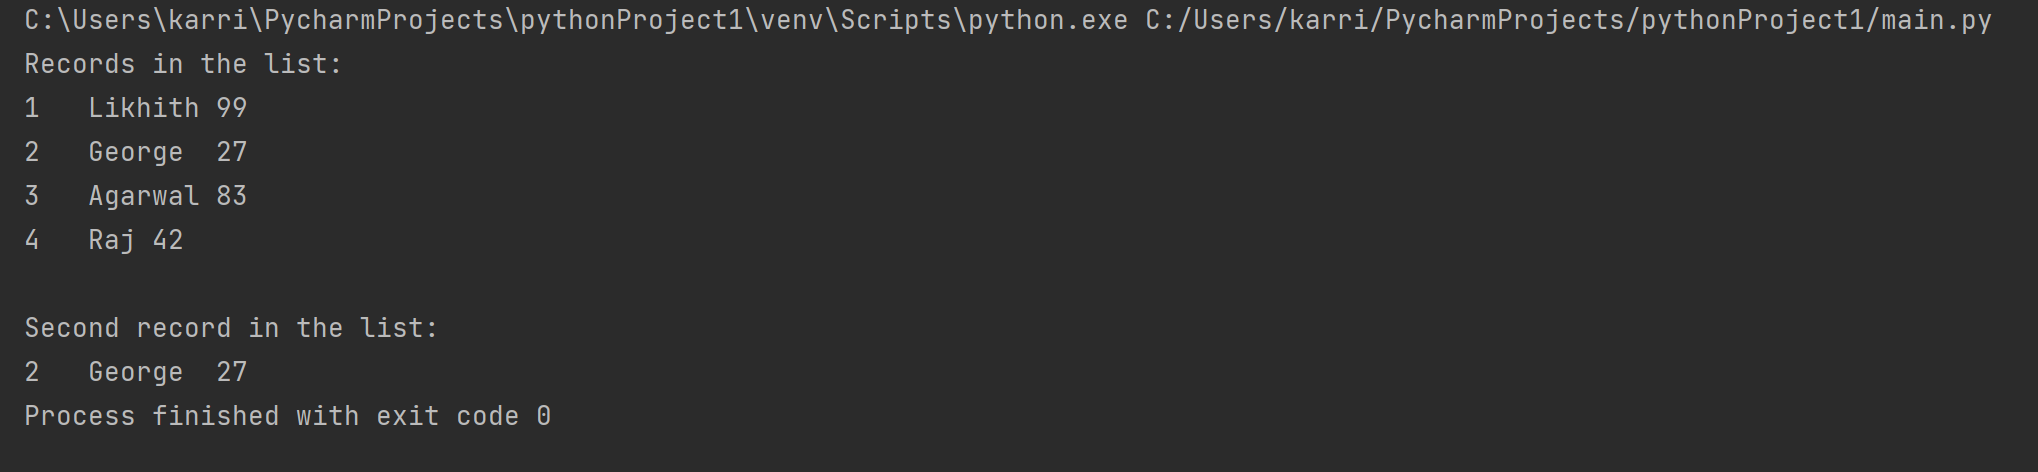 C:\Users\karri\PycharmProjects\pythonProject1\venv\Scripts\python.exe C:/Users/karri/PycharmProjects/pythonProject1/main.py
Records in the list:
1   Likhith 99
2   George  27
3   Agarwal 83
4   Raj 42

Second record in the list:
2   George  27
Process finished with exit code 0